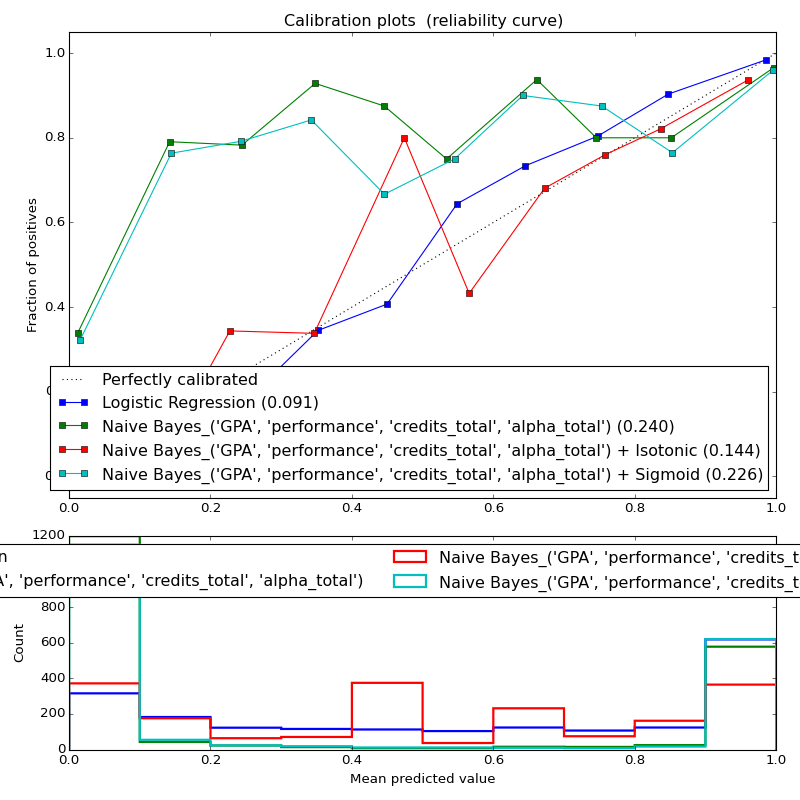 Calibration plots (reliability curve)
1.0
0.8
0.6
0.4
Fraction of positives
Perfectly calibrated
Logistic Regression (0.091)
Naive Bayes_('GPA', 'performance', 'credits_total', 'alpha_total') (0.240)
Naive Bayes_('GPA', 'performance', 'credits_total', 'alpha_total') + Isotonic (0.144)
Naive Bayes_('GPA', 'performance', 'credits_total', 'alpha_total') + Sigmoid (0.226)
0.0 0.2 0.4 0.6 0.8 1.0
1200
n Naive Bayes_('GPA', 'performance', 'credits_t
', 'performance', 'credits_total', 'alpha_total') Naive Bayes_('GPA', 'performance', 'credits_t
800
600
400
200
0
Count
0.0 0.2 0.4 0.6 0.8 1.0
Mean predicted value